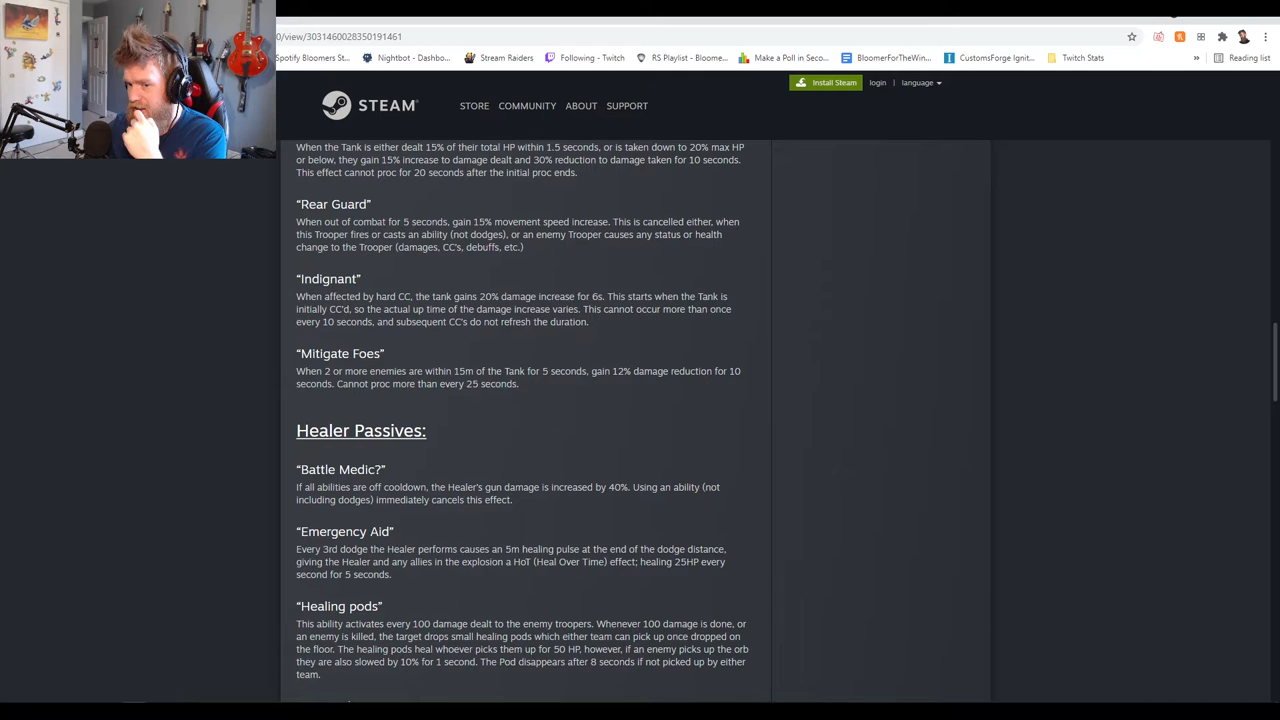 0/view/3031460028350191461
Spotify Bloomers St...
Nightbot - Dashbo...
Stream Raiders
Following - Twitch
RS Playlist – Bloome...
Make a Poll in Seco...
BloomerForTheWin...
CustomsForge Ignit...
Twitch Stats
»
Reading list
STEAM®
STORE COMMUNITY ABOUT SUPPORT
Install Steam login | language
When the Tank is either dealt 15% of their total HP within 1.5 seconds, or is taken down to 20% max HP
or below, they gain 15% increase to damage dealt and 30% reduction to damage taken for 10 seconds.
This effect cannot proc for 20 seconds after the initial proc ends.
“Rear Guard”
When out of combat for 5 seconds, gain 15% movement speed increase. This is cancelled either, when
this Trooper fires or casts an ability (not dodges), or an enemy Trooper causes any status or health
change to the Trooper (damages, CC's, debuffs, etc.)
“Indignant”
When affected by hard CC, the tank gains 20% damage increase for 6s. This starts when the Tank is
initially CC'd, so the actual up time of the damage increase varies. This cannot occur more than once
every 10 seconds, and subsequent CC's do not refresh the duration.
“Mitigate Foes”
When 2 or more enemies are within 15m of the Tank for 5 seconds, gain 12% damage reduction for 10
seconds. Cannot proc more than every 25 seconds.
Healer Passives:
“Battle Medic?”
If all abilities are off cooldown, the Healer's gun damage is increased by 40%. Using an ability (not
including dodges) immediately cancels this effect.
“Emergency Aid”
Every 3rd dodge the Healer performs causes an 5m healing pulse at the end of the dodge distance,
giving the Healer and any allies in the explosion a HoT (Heal Over Time) effect; healing 25HP every
second for 5 seconds.
“Healing pods”
This ability activates every 100 damage dealt to the enemy troopers. Whenever 100 damage is done, or
an enemy is killed, the target drops small healing pods which either team can pick up once dropped on
the floor. The healing pods heal whoever picks them up for 50 HP, however, if an enemy picks up the orb
they are also slowed by 10% for 1 second. The Pod disappears after 8 seconds if not picked up by either
team.